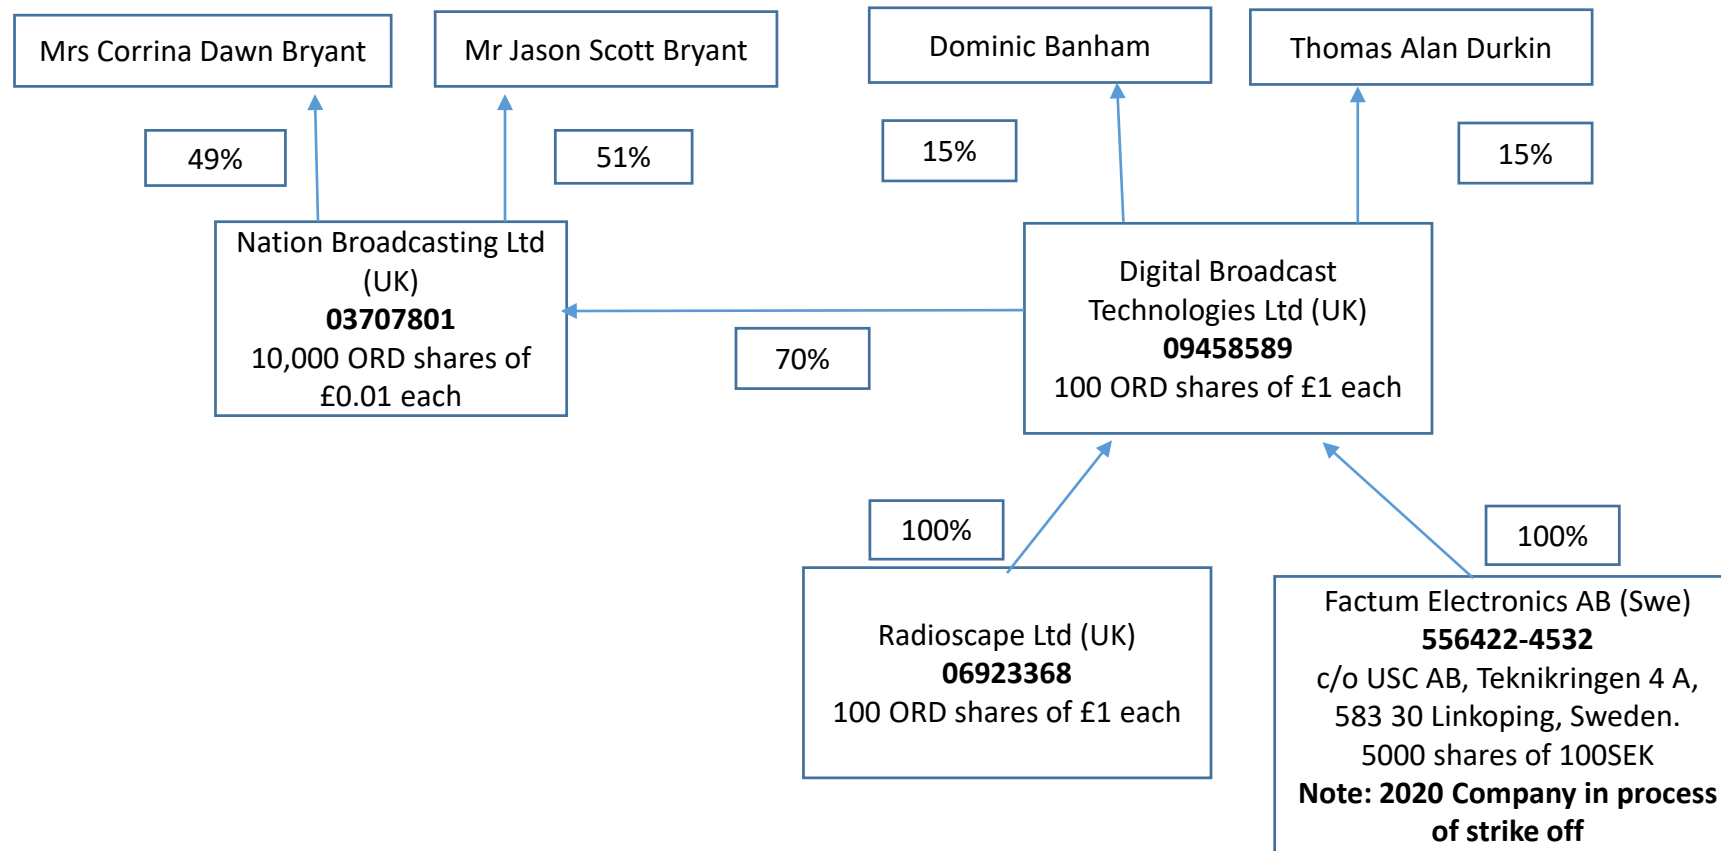 Mrs Corrina Dawn Bryant
Mr Jason Scott Bryant
Dominic Banham
Thomas Alan Durkin
49%
51%
15%
15%
Nation Broadcasting Ltd
(UK)
03707801
10,000 ORD shares of
£0.01 each
70%
Digital Broadcast
Technologies Ltd (UK)
09458589
100 ORD shares of £1 each
100%
100%
Radioscape Ltd (UK)
06923368
100 ORD shares of £1 each
Factum Electronics AB (Swe)
556422-4532
c/o USC AB, Teknikringen 4 A,
583 30 Linkoping, Sweden.
5000 shares of 100SEK
Note: 2020 Company in process
of strike off